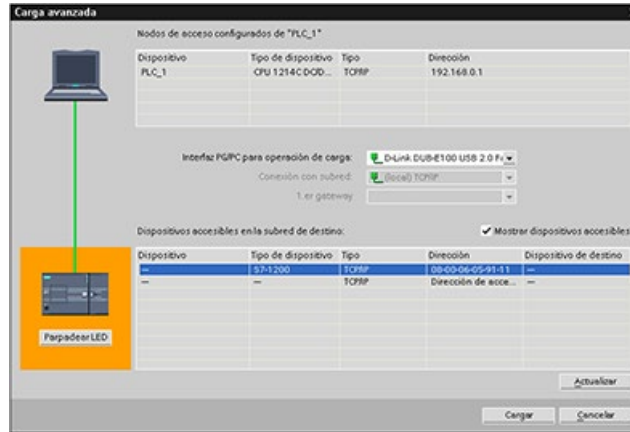 Carga avanzada
Nodos de acceso configurados de "PLC_1"
Dispositivo Tipo de dispositivo Tipo Dirección
PLC_1 CPU 1214C DC/D... TCP/IP 192.168.0.1
Interfaz PG/PC para operación de carga: D-Link DUB-E100 USB 2.0 Fa
Conexión con subred: (local) TCP/IP
1.er gateway
Dispositivos accesibles en la subred de destino: Mostrar dispositivos accesibles
Dispositivo Tipo de dispositivo Tipo Dirección Dispositivo de destino
— S7-1200 TCP/IP 08-00-06-05-91-11 —
— — TCP/IP Dirección de acce... —
Parpadear LED
Actualizar
Cargar Cancelar